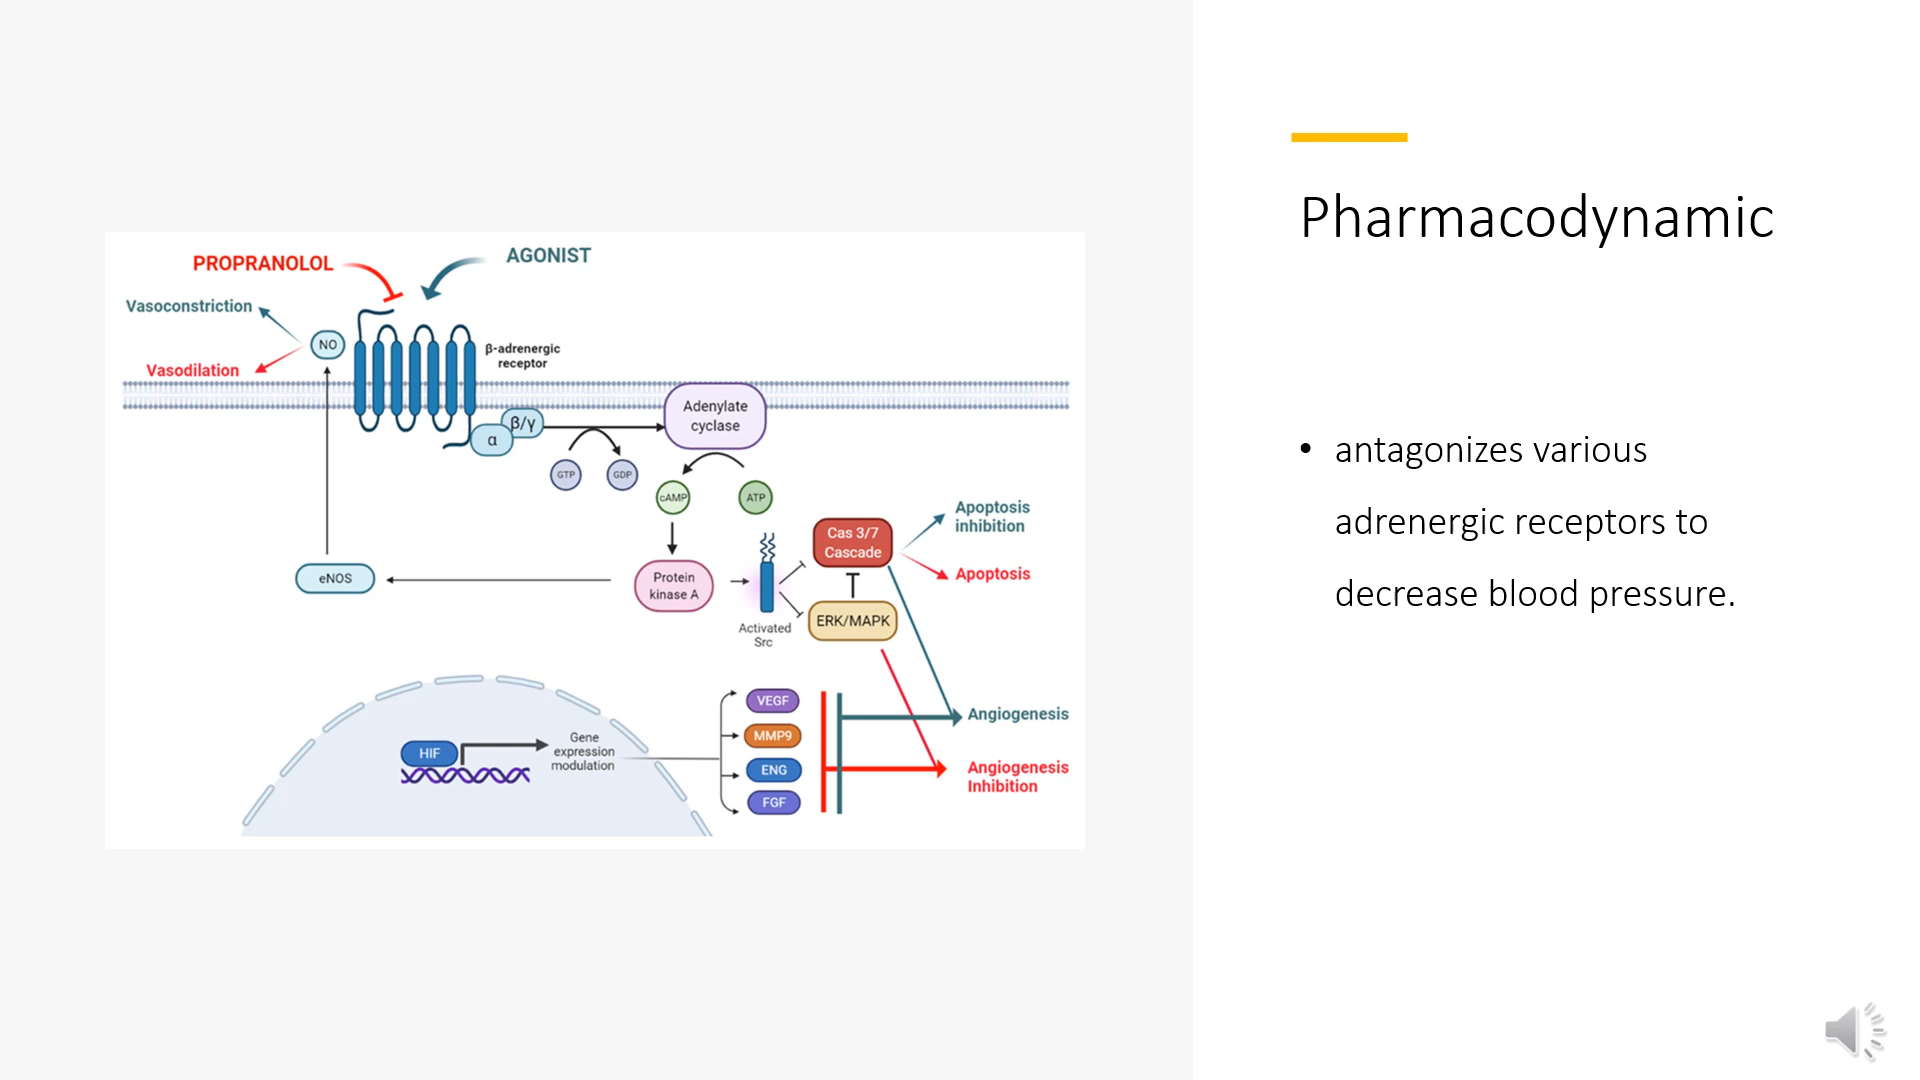 PROPRANOLOL
AGONIST
Vasoconstriction
NO
Vasodilation
β-adrenergic
receptor
Adenylate
cyclase
β/γ
α
GTP
GDP
cAMP
ATP
Apoptosis
inhibition
Cas 3/7
Cascade
Apoptosis
eNOS
Protein
kinase A
Activated
Src
ERK/MAPK
VEGF
MMP9
ENG
FGF
HIF
Gene
expression
modulation
Angiogenesis
Angiogenesis
Inhibition
Pharmacodynamic
• antagonizes various
adrenergic receptors to
decrease blood pressure.